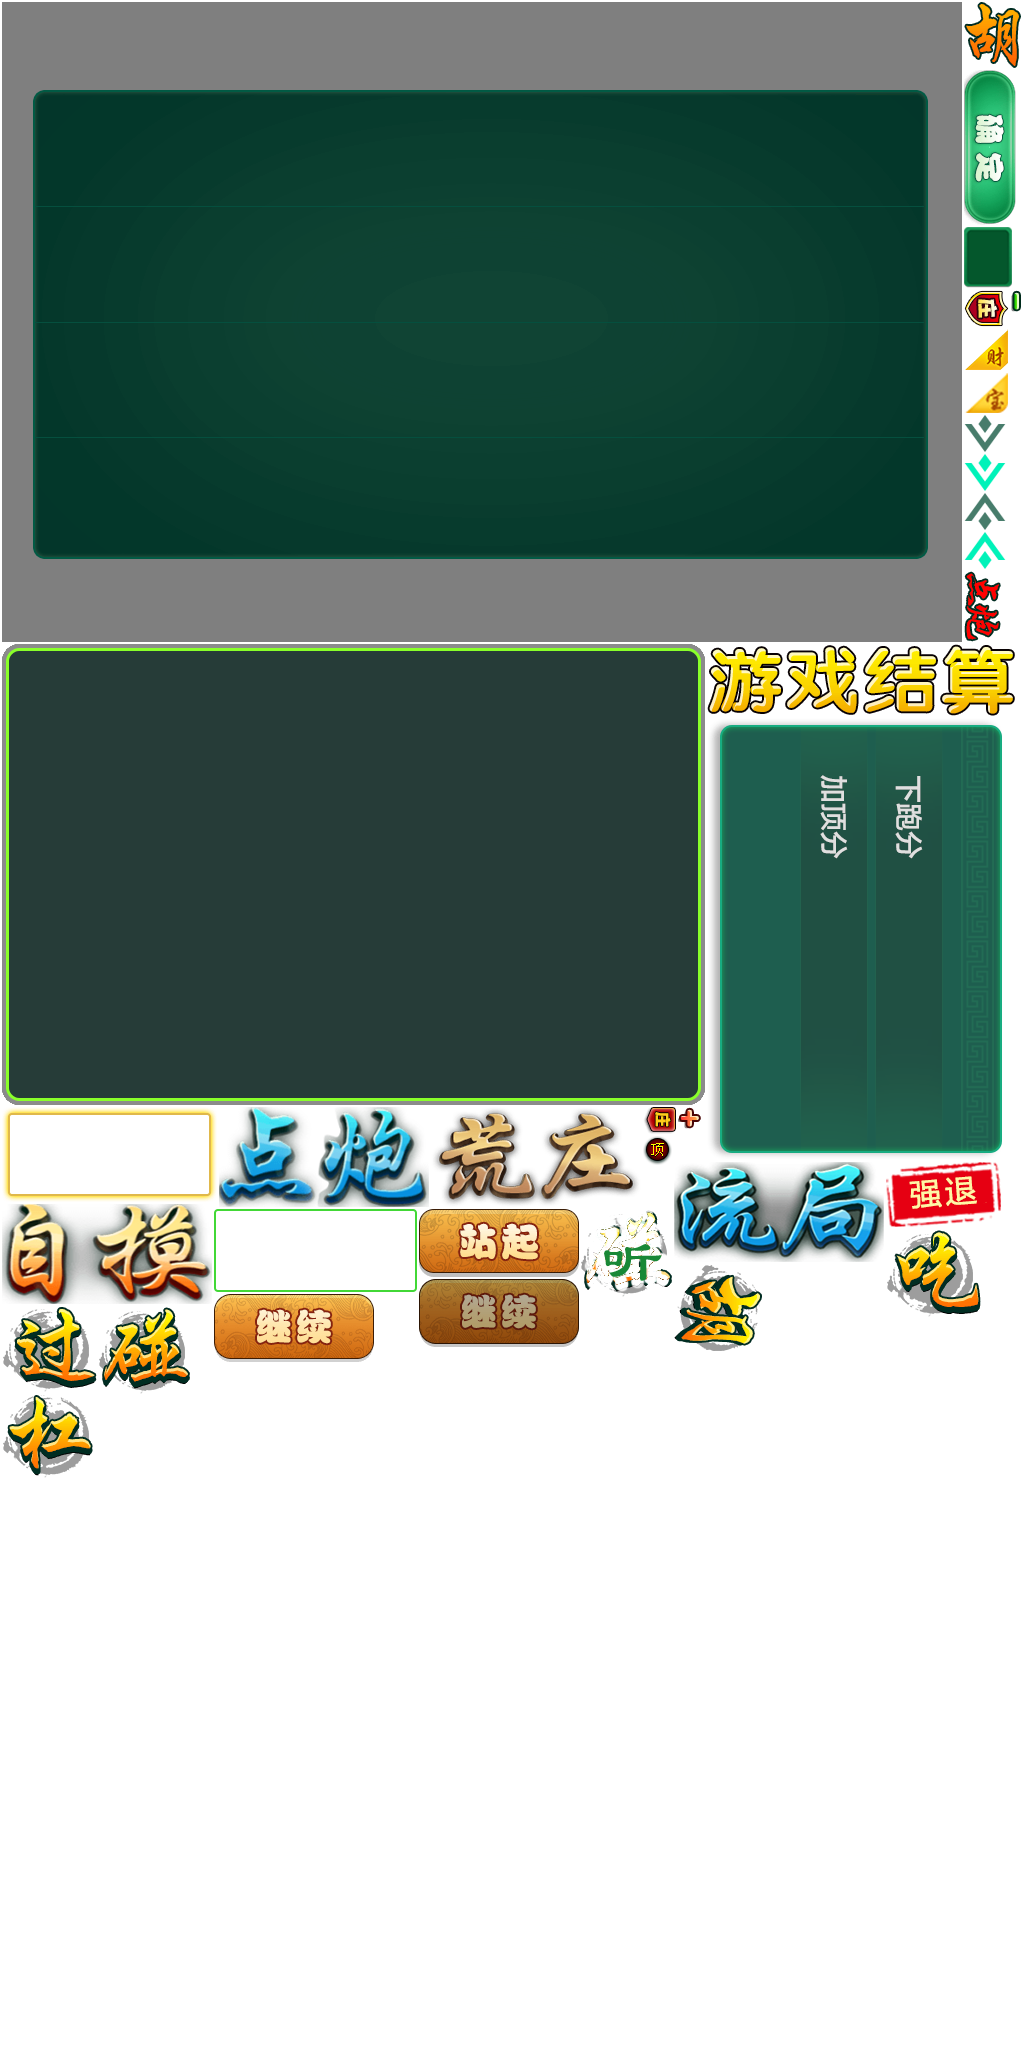 胡
确定
庄
财
宝
点炮
游戏结算
下跑分
加顶分
点炮
荒庄
庄
顶
流局
强退
自摸
站起
听
吃
继续
继续
胡
过
碰
杠